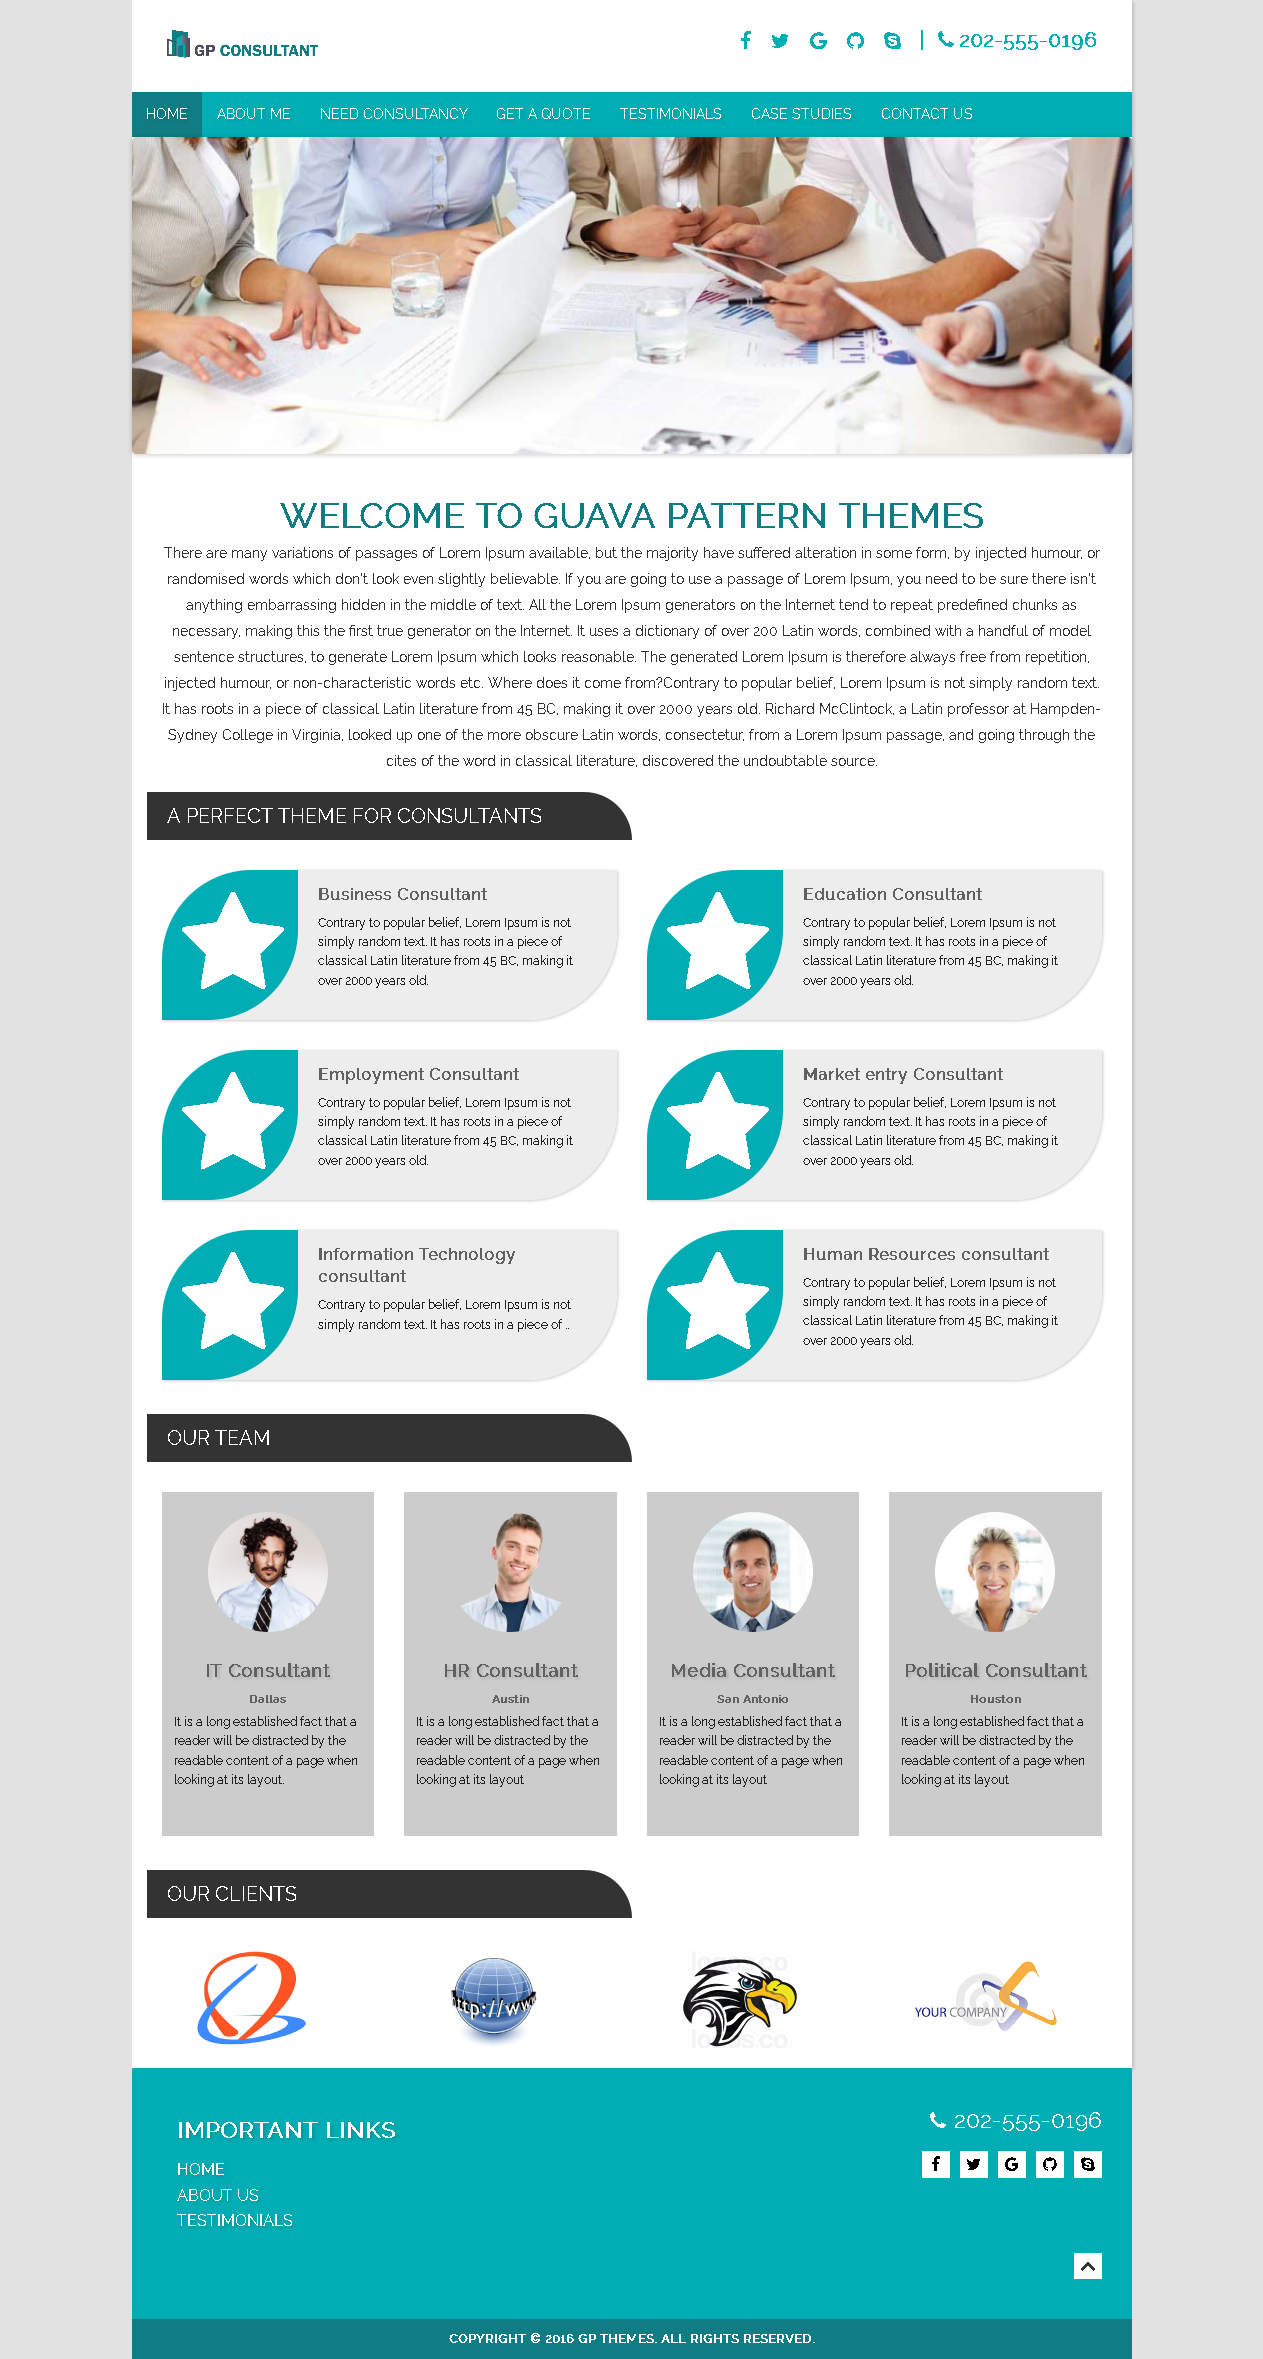 GP CONSULTANT
202-555-0196
HOME ABOUT ME NEED CONSULTANCY GET A QUOTE TESTIMONIALS CASE STUDIES CONTACT US
WELCOME TO GUAVA PATTERN THEMES
There are many variations of passages of Lorem Ipsum available, but the majority have suffered alteration in some form, by injected humour, or
randomised words which don't look even slightly believable. If you are going to use a passage of Lorem Ipsum, you need to be sure there isn't
anything embarrassing hidden in the middle of text. All the Lorem Ipsum generators on the Internet tend to repeat predefined chunks as
necessary, making this the first true generator on the Internet. It uses a dictionary of over 200 Latin words, combined with a handful of model
sentence structures, to generate Lorem Ipsum which looks reasonable. The generated Lorem Ipsum is therefore always free from repetition,
injected humour, or non-characteristic words etc. Where does it come from?Contrary to popular belief, Lorem Ipsum is not simply random text.
It has roots in a piece of classical Latin literature from 45 BC, making it over 2000 years old. Richard McClintock, a Latin professor at Hampden-
Sydney College in Virginia, looked up one of the more obscure Latin words, consectetur, from a Lorem Ipsum passage, and going through the
cites of the word in classical literature, discovered the undoubtable source.
A PERFECT THEME FOR CONSULTANTS
Business Consultant
Contrary to popular belief, Lorem Ipsum is not
simply random text. It has roots in a piece of
classical Latin literature from 45 BC, making it
over 2000 years old.
Education Consultant
Contrary to popular belief, Lorem Ipsum is not
simply random text. It has roots in a piece of
classical Latin literature from 45 BC, making it
over 2000 years old.
Employment Consultant
Contrary to popular belief, Lorem Ipsum is not
simply random text. It has roots in a piece of
classical Latin literature from 45 BC, making it
over 2000 years old.
Market entry Consultant
Contrary to popular belief, Lorem Ipsum is not
simply random text. It has roots in a piece of
classical Latin literature from 45 BC, making it
over 2000 years old.
Information Technology
consultant
Contrary to popular belief, Lorem Ipsum is not
simply random text. It has roots in a piece of ..
Human Resources consultant
Contrary to popular belief, Lorem Ipsum is not
simply random text. It has roots in a piece of
classical Latin literature from 45 BC, making it
over 2000 years old.
OUR TEAM
IT Consultant
Dallas
It is a long established fact that a
reader will be distracted by the
readable content of a page when
looking at its layout.
HR Consultant
Austin
It is a long established fact that a
reader will be distracted by the
readable content of a page when
looking at its layout
Media Consultant
San Antonio
It is a long established fact that a
reader will be distracted by the
readable content of a page when
looking at its layout
Political Consultant
Houston
It is a long established fact that a
reader will be distracted by the
readable content of a page when
looking at its layout
OUR CLIENTS
http://www
YOUR COMPANY
IMPORTANT LINKS
HOME
ABOUT US
TESTIMONIALS
202-555-0196
COPYRIGHT © 2016 GP THEMES. ALL RIGHTS RESERVED.